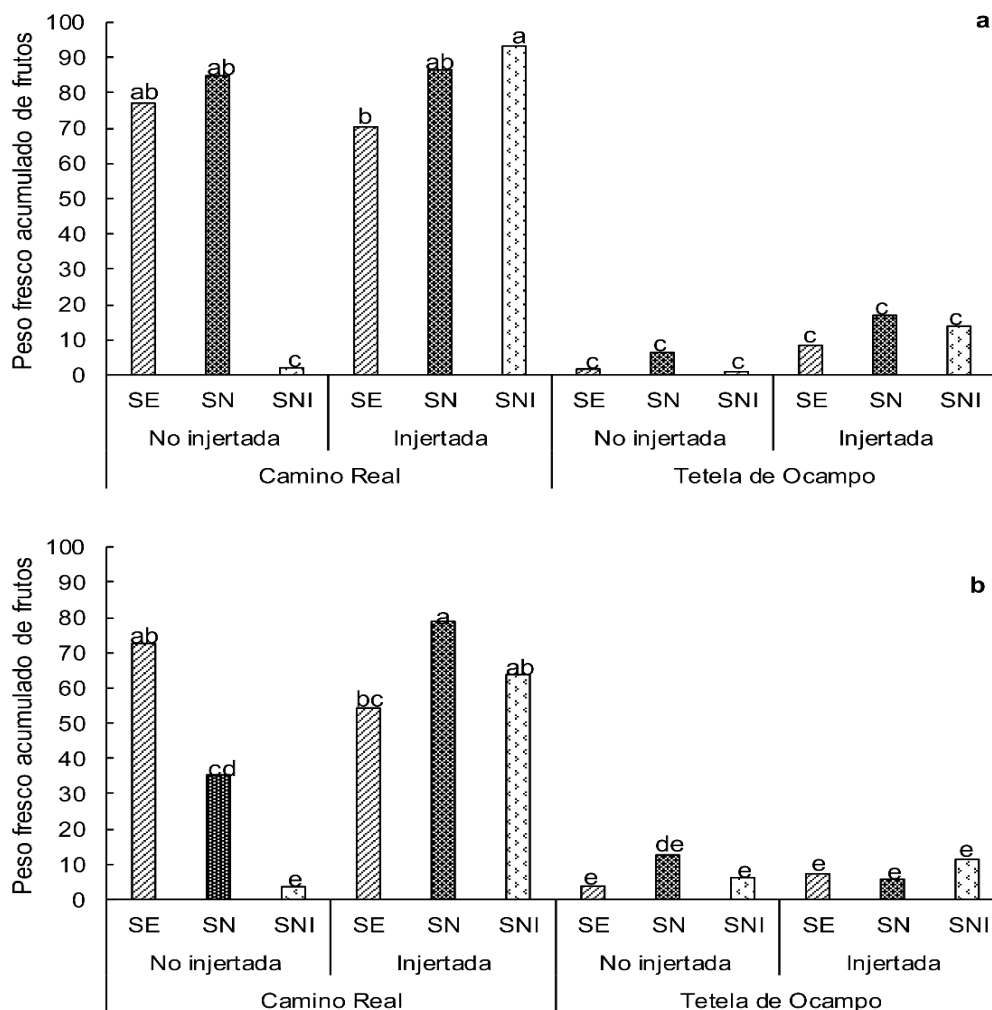 a
Peso fresco acumulado de frutos
100
90
80
70
60
50
40
30
20
10
0
ab
ab
c
b
ab
a
c
c
c
c
c
c
SE SN SNI SE SN SNI SE SN SNI SE SN SNI
No injertada Injertada No injertada Injertada
Camino Real Tetela de Ocampo
b
Peso fresco acumulado de frutos
100
90
80
70
60
50
40
30
20
10
0
ab
cd
e
bc
a
ab
e
de
e
e
e
e
SE SN SNI SE SN SNI SE SN SNI SE SN SNI
No injertada Injertada No injertada Injertada
Camino Real Tetela de Ocampo